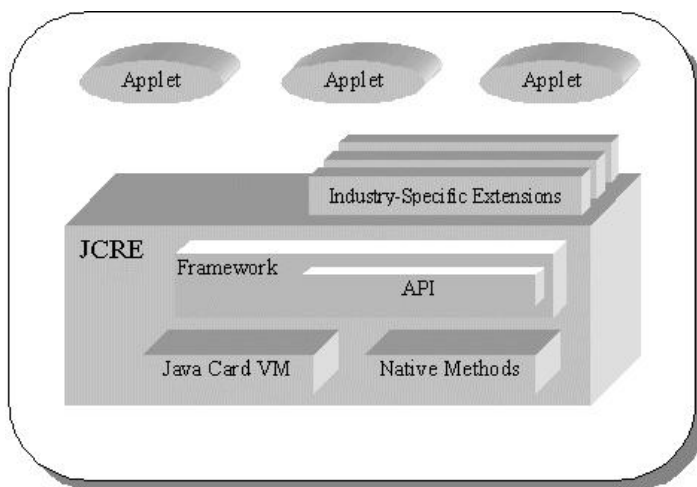 Applet
Applet
Applet
Industry-Specific Extensions
JCRE
Framework
API
Java Card VM
Native Methods